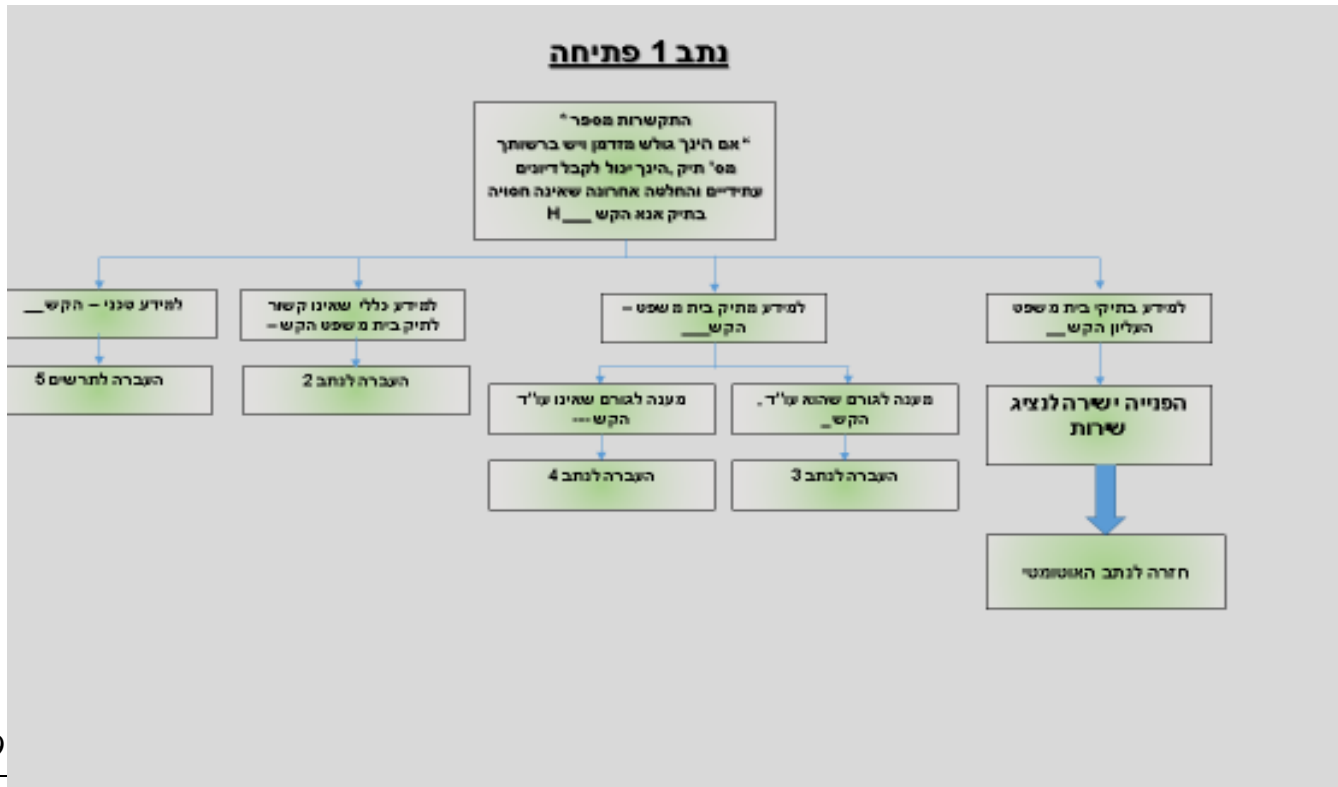 נתב 1 פתיחה
התקשרות מספר *
*אם הינך גולש מזדמן ויש ברשותך
מס' תיק, הינך יכול לקבל דיונים
עתידיים והחלטה אחרונה שאינה חסויה
בתיק אנא הקש ___H
למידע בתיקי בית משפט
העליון הקש__
למידע מתיק בית משפט –
הקש___
למידע כללי שאינו קשור
לתיק בית משפט הקש –
למידע טכני – הקש__
הפנייה ישירה לנציג
שירות
מענה לגורם שהוא עו"ד,
הקש_
מענה לגורם שאינו עו"ד
הקש ---
העברה לנתב 2
העברה לתרשים 5
העברה לנתב 3
העברה לנתב 4
חזרה לנתב האוטומטי